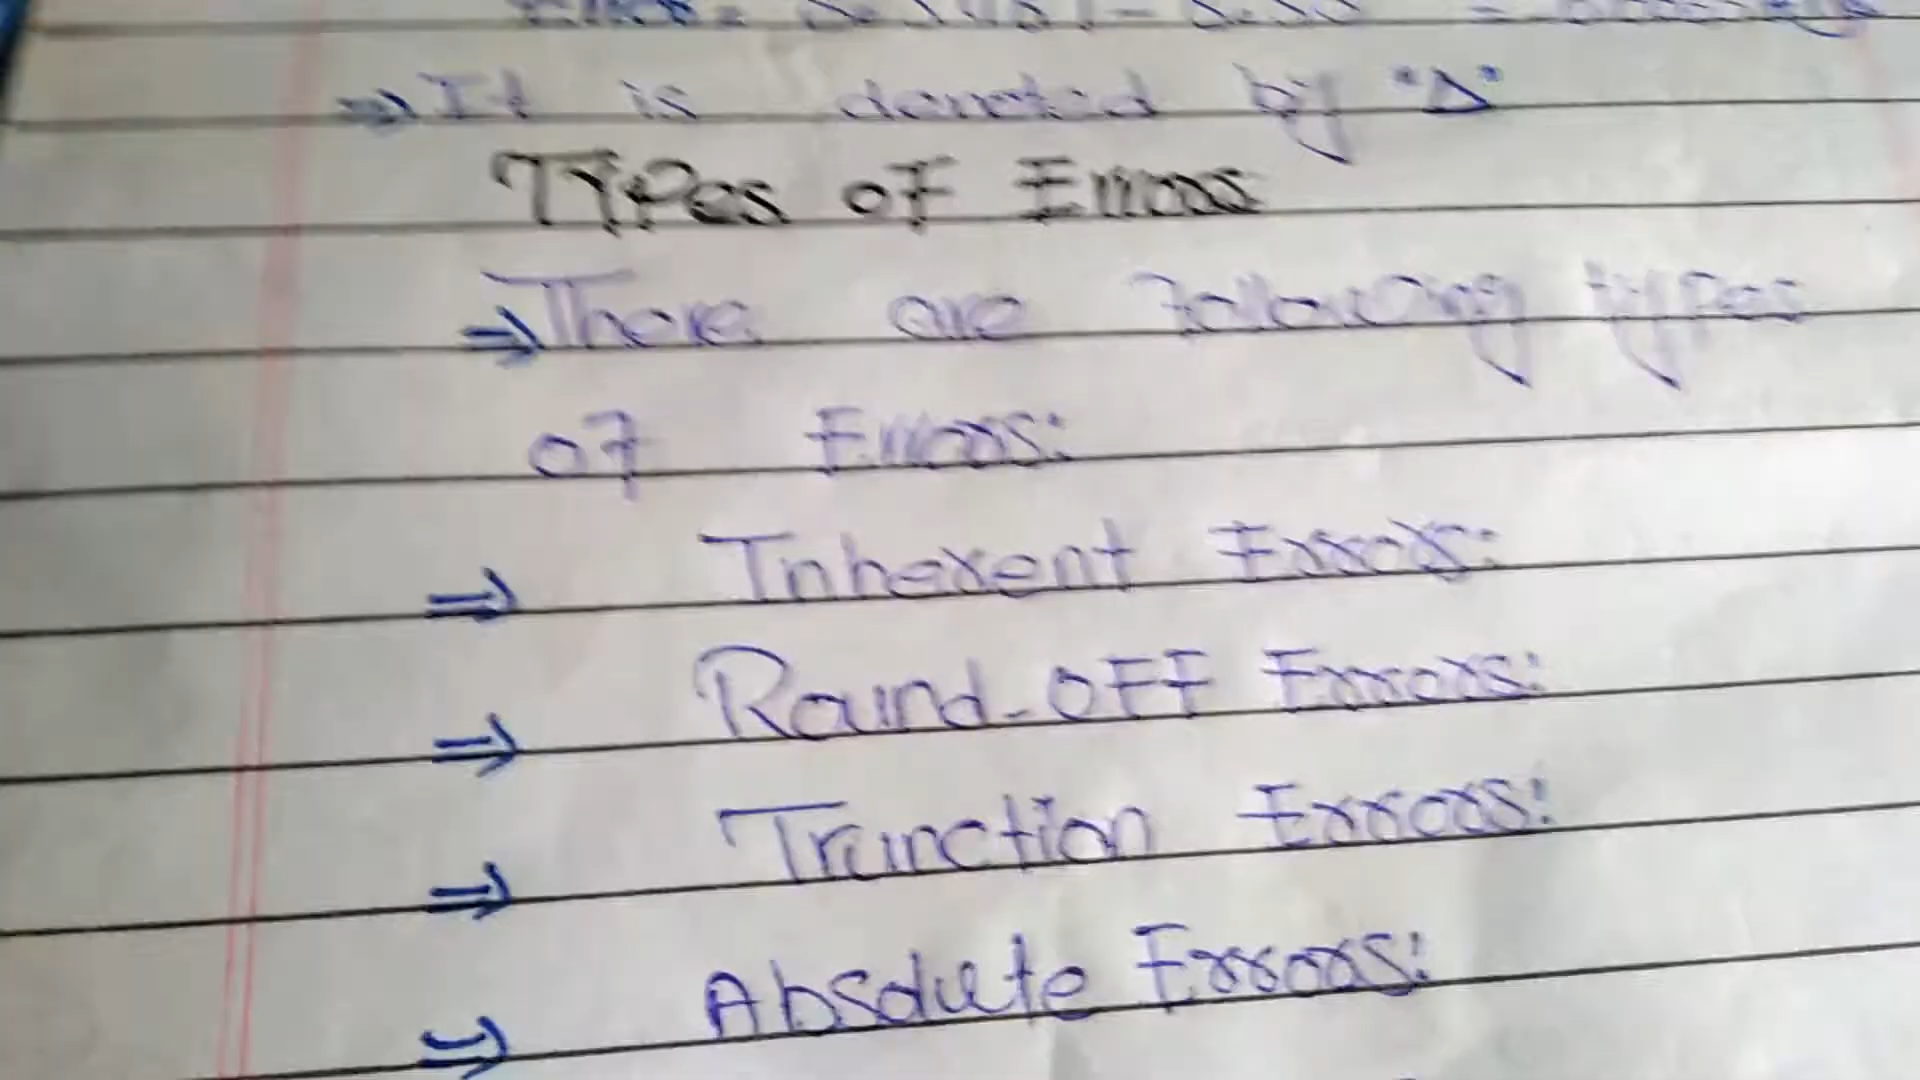 ⇒ It is denoted by "Δ"
Types of Errors
⇒ There are following types
of Errors:
⇒ Inherent Errors:
⇒ Round-off Errors:
⇒ Trunction Errors:
⇒ Absolute Errors: